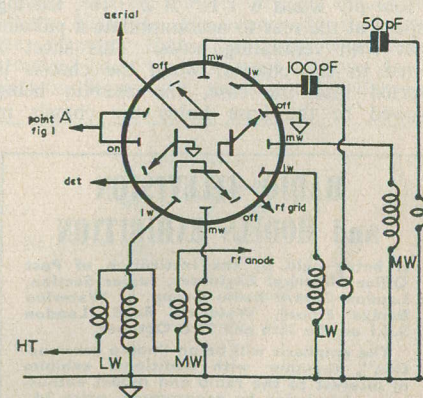 aerial
50pF
off
mw
lw
100pF
off
point A
fig 1
mw
on
lw
det
lw
rf grid
off
mw
rf anode
MW
HT
LW
MW
LW